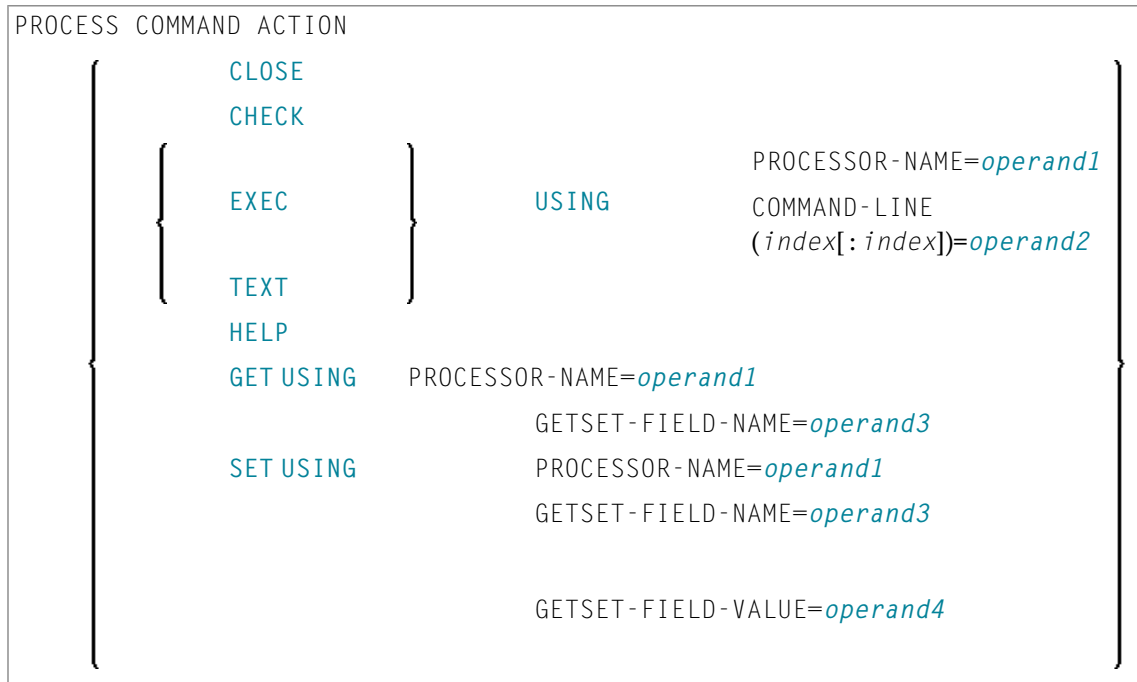 PROCESS COMMAND ACTION
CLOSE
CHECK
PROCESSOR-NAME=operand1
EXEC USING COMMAND-LINE
(index[:index])=operand2
TEXT
HELP
GET USING PROCESSOR-NAME=operand1
GETSET-FIELD-NAME=operand3
SET USING PROCESSOR-NAME=operand1
GETSET-FIELD-NAME=operand3
GETSET-FIELD-VALUE=operand4